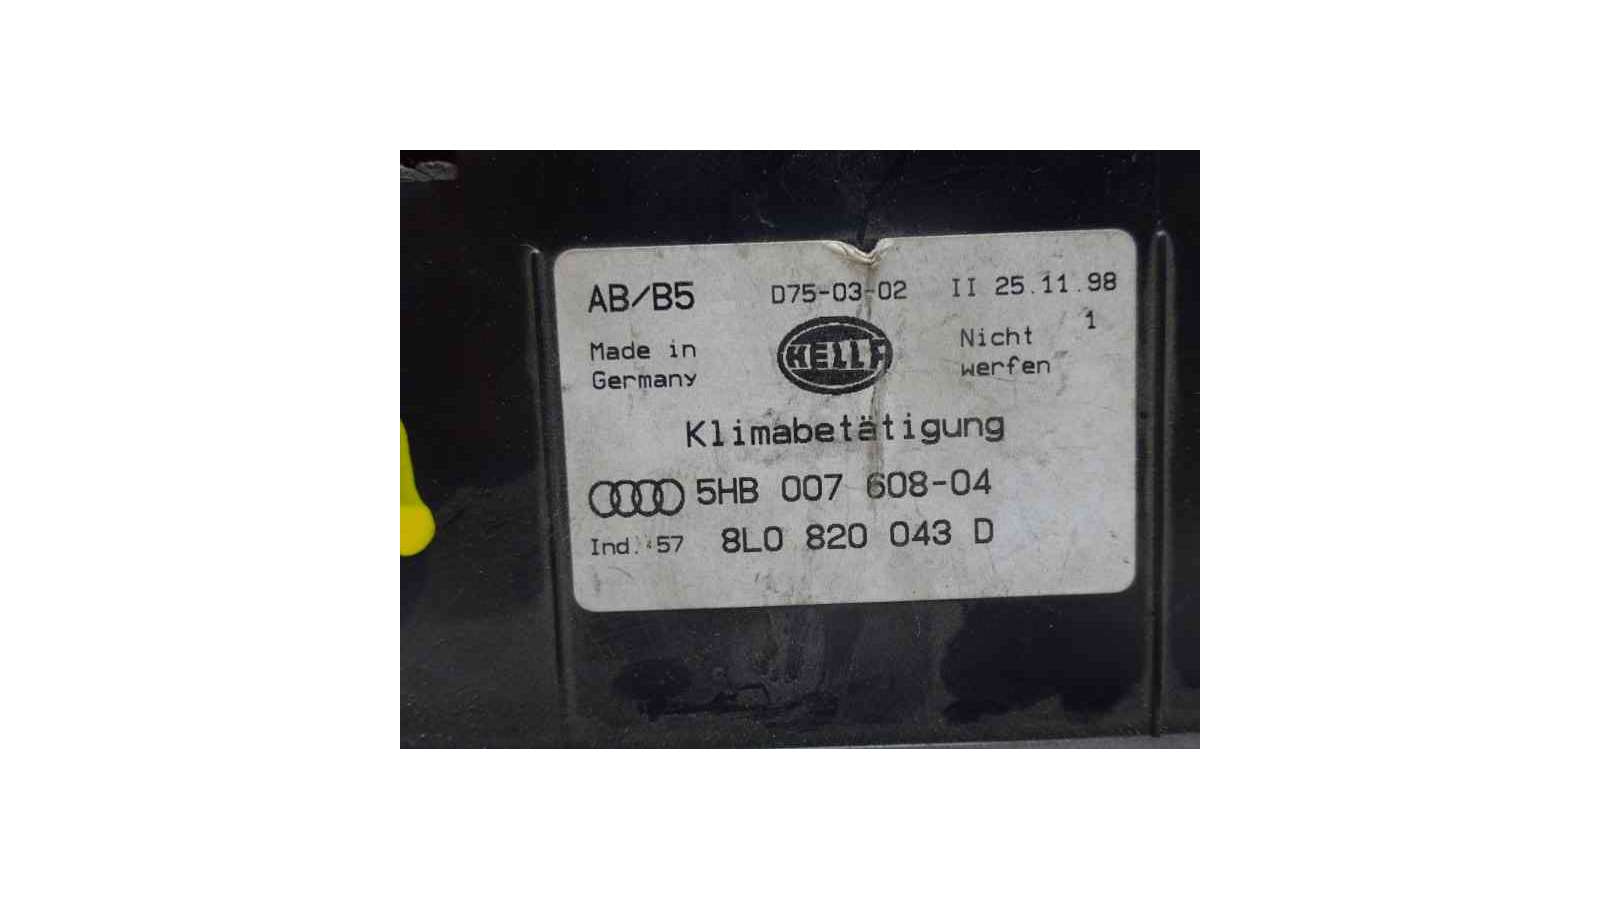 AB/B5 D75-03-02 II 25.11.98
1
Made in HELLA Nicht
Germany werfen
Klimabetätigung
5HB 007 608-04
Ind. 57 8L0 820 043 D